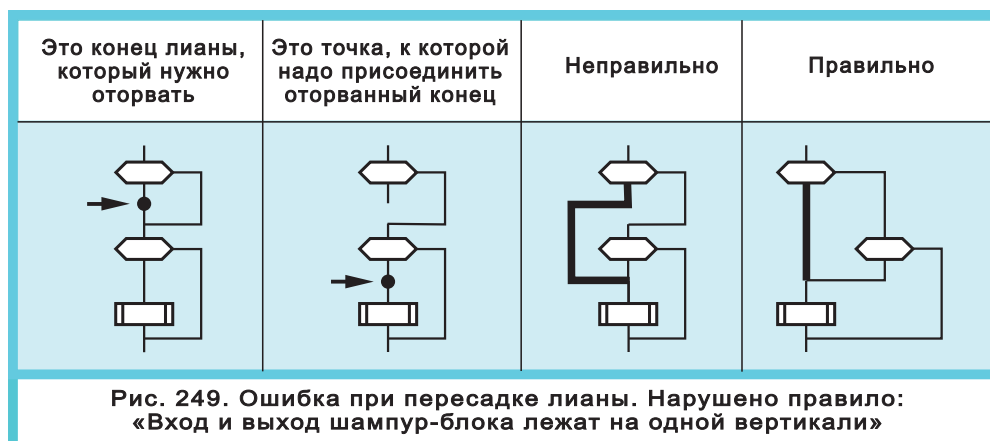 Это конец лианы,
который нужно
оторвать
Это точка, к которой
надо присоединить
оторванный конец
Неправильно
Правильно
Рис. 249. Ошибка при пересадке лианы. Нарушено правило:
«Вход и выход шампур-блока лежат на одной вертикали»